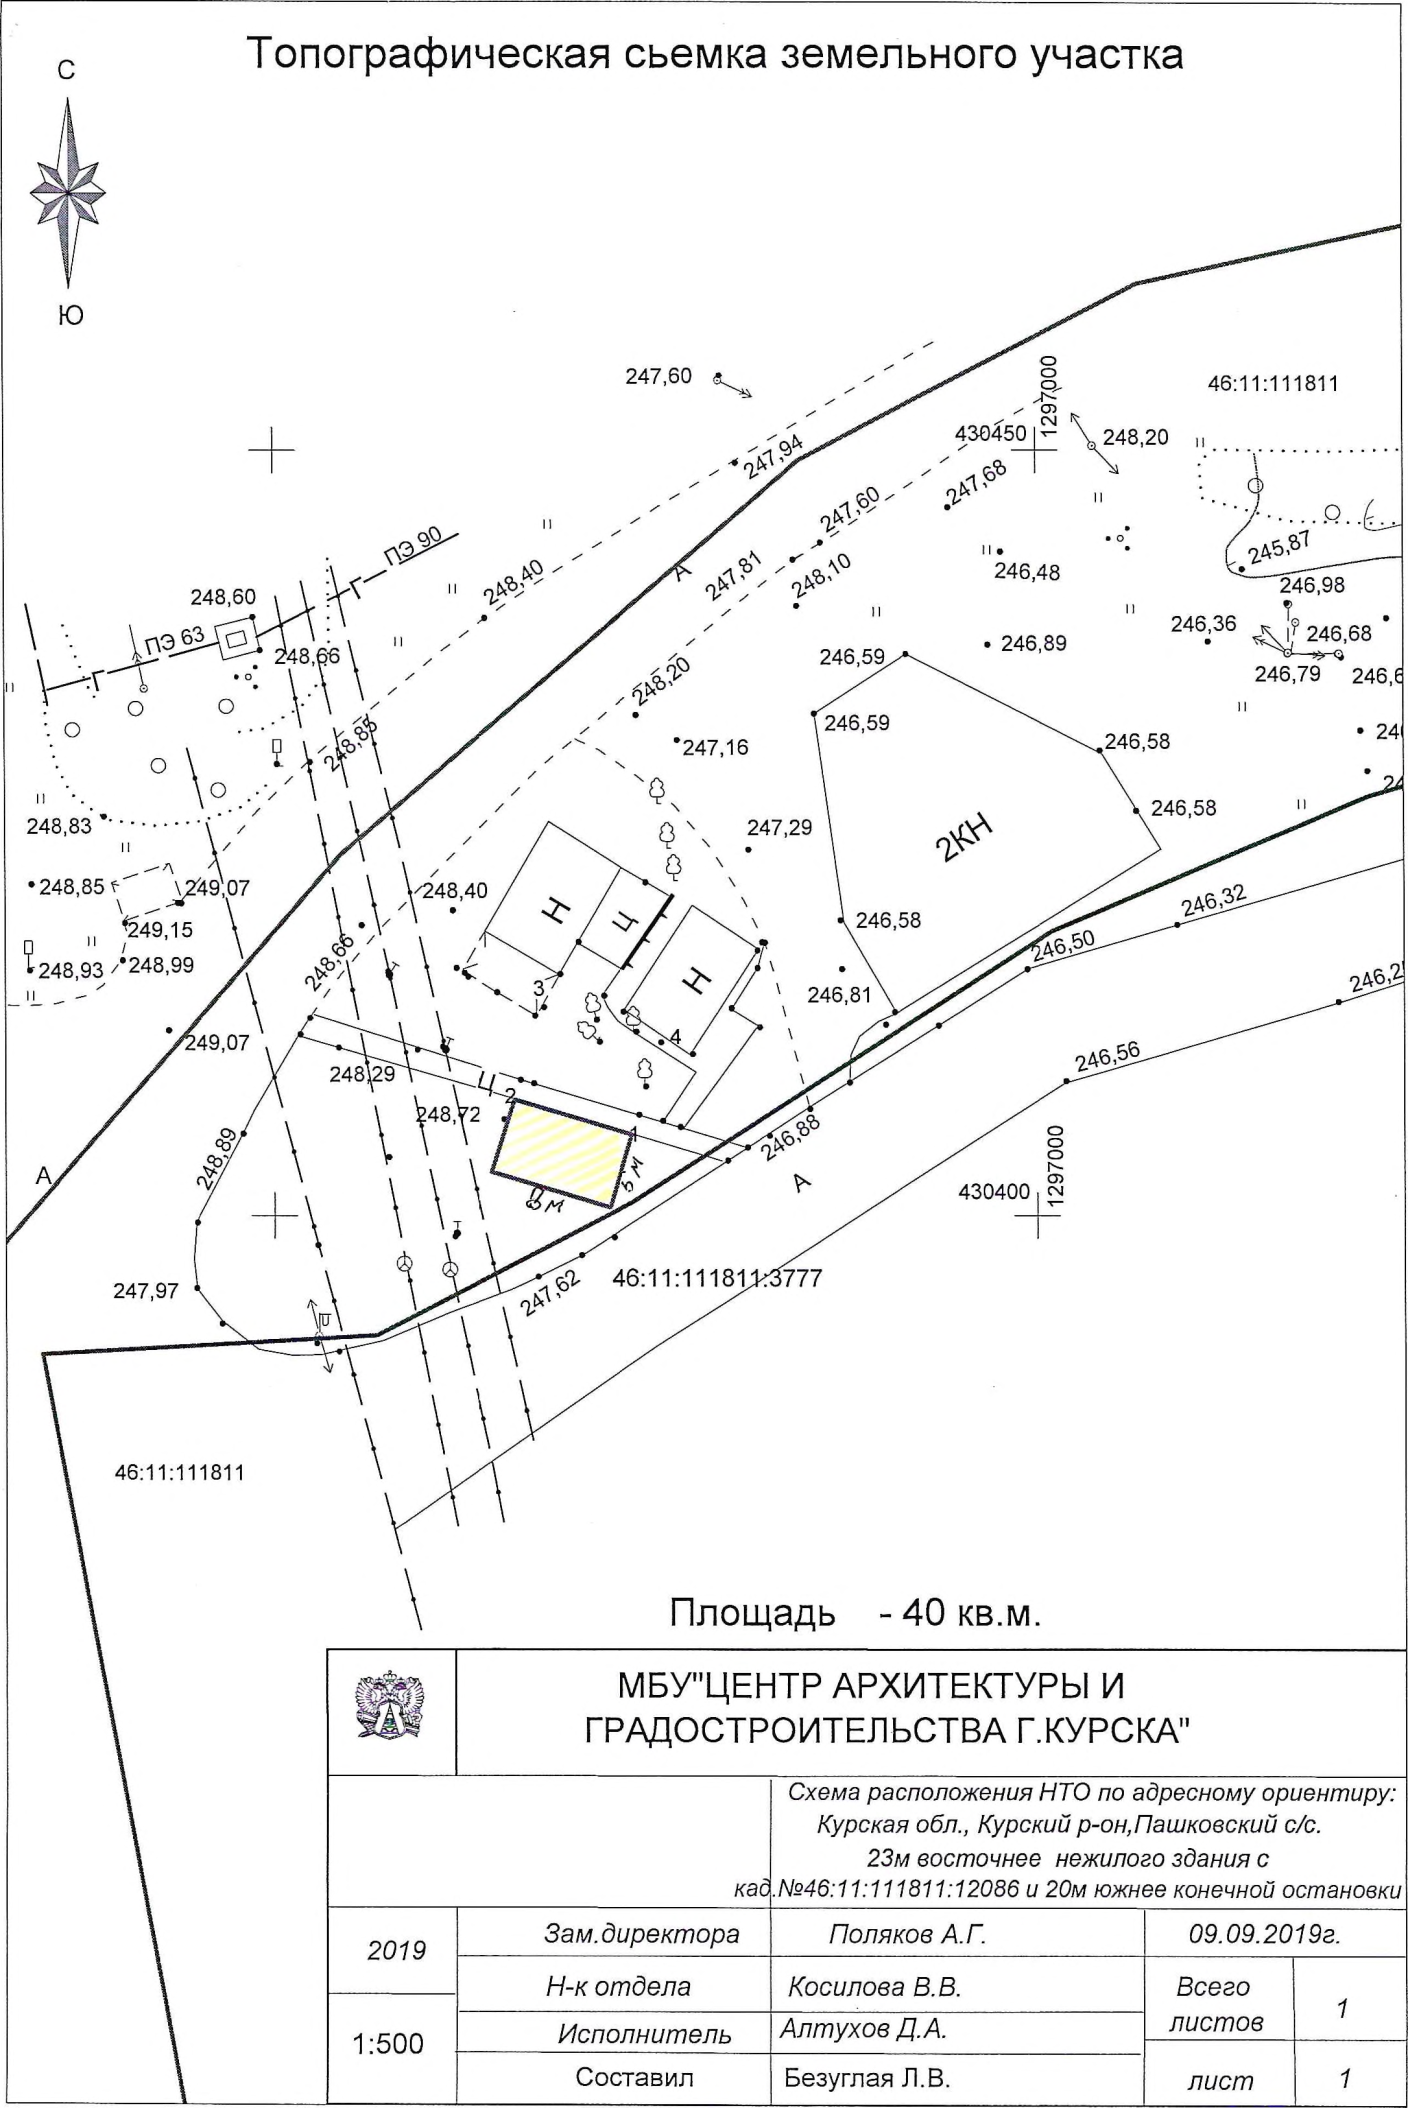 Топографическая сьемка земельного участка
С
Ю
247,60
1297000
46:11:111811
430450
248,20
247,94
247,68
247,60
ПЭ 90
Г
248,40
А
247,81
248,10
246,48
245,87
246,98
248,60
ПЭ 63
Г
248,66
246,59
246,89
246,36
246,68
246,79
248,20
246,59
247,16
248,85
246,58
248,83
247,29
2КН
246,58
248,85
249,07
248,40
Н
Ц
246,58
246,32
249,15
248,66
246,50
248,93
248,99
3
Н
246,81
249,07
4
248,29
Ц
246,56
2
248,72
1
246,88
248,89
А
А
430400
1297000
247,97
247,62
46:11:111811:3777
46:11:111811
Площадь - 40 кв.м.
МБУ"ЦЕНТР АРХИТЕКТУРЫ И
ГРАДОСТРОИТЕЛЬСТВА Г.КУРСКА"
Схема расположения НТО по адресному ориентиру:
Курская обл., Курский р-он,Пашковский с/с.
23м восточнее нежилого здания с
кад.№46:11:111811:12086 и 20м южнее конечной остановки
2019
Зам.директора
Поляков А.Г.
09.09.2019г.
Н-к отдела
Косилова В.В.
Всего
листов
1
1:500
Исполнитель
Алтухов Д.А.
Составил
Безуглая Л.В.
лист
1